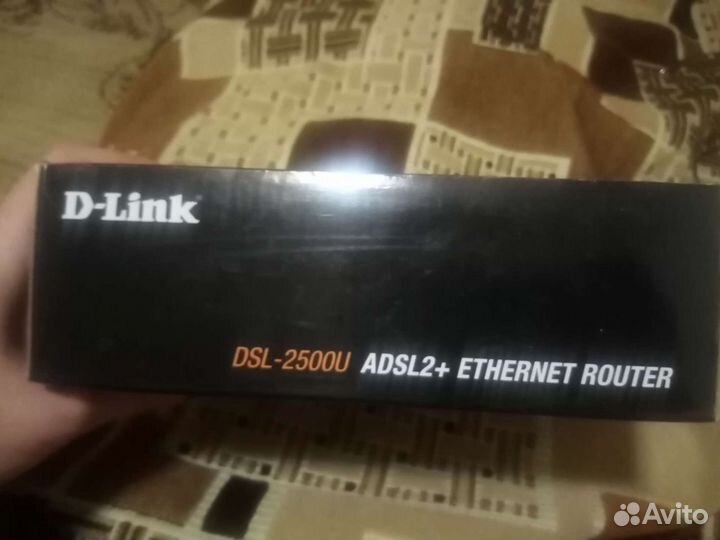 D-Link
DSL-2500U ADSL2+ ETHERNET ROUTER
Avito